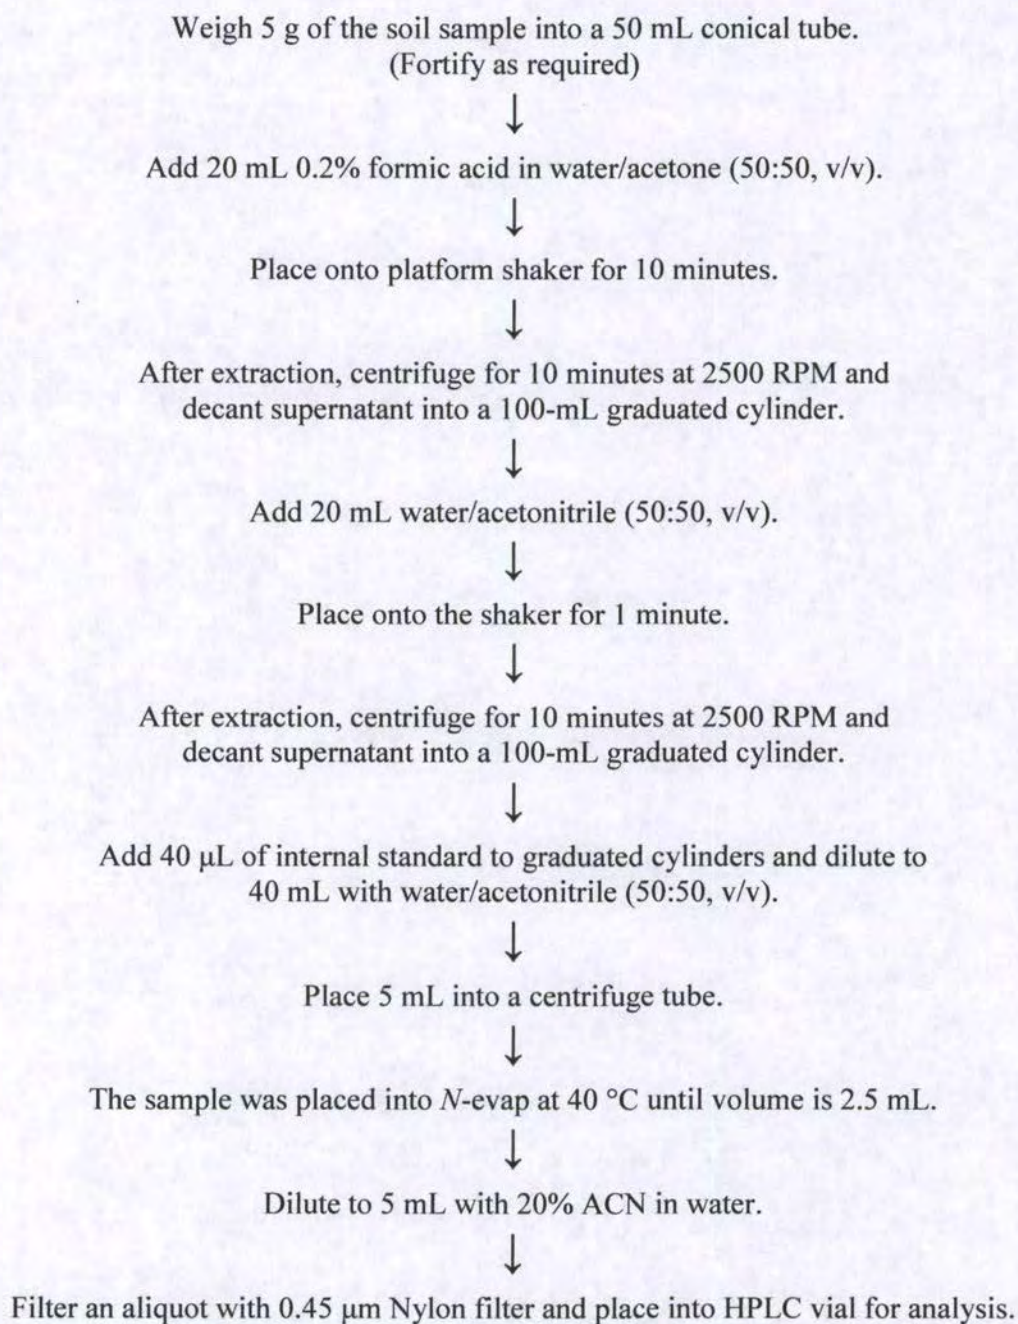 Weigh 5 g of the soil sample into a 50 mL conical tube.
(Fortify as required)
↓
Add 20 mL 0.2% formic acid in water/acetone (50:50, v/v).
↓
Place onto platform shaker for 10 minutes.
↓
After extraction, centrifuge for 10 minutes at 2500 RPM and
decant supernatant into a 100-mL graduated cylinder.
↓
Add 20 mL water/acetonitrile (50:50, v/v).
↓
Place onto the shaker for 1 minute.
↓
After extraction, centrifuge for 10 minutes at 2500 RPM and
decant supernatant into a 100-mL graduated cylinder.
↓
Add 40 µL of internal standard to graduated cylinders and dilute to
40 mL with water/acetonitrile (50:50, v/v).
↓
Place 5 mL into a centrifuge tube.
↓
The sample was placed into N-evap at 40 °C until volume is 2.5 mL.
↓
Dilute to 5 mL with 20% ACN in water.
↓
Filter an aliquot with 0.45 µm Nylon filter and place into HPLC vial for analysis.